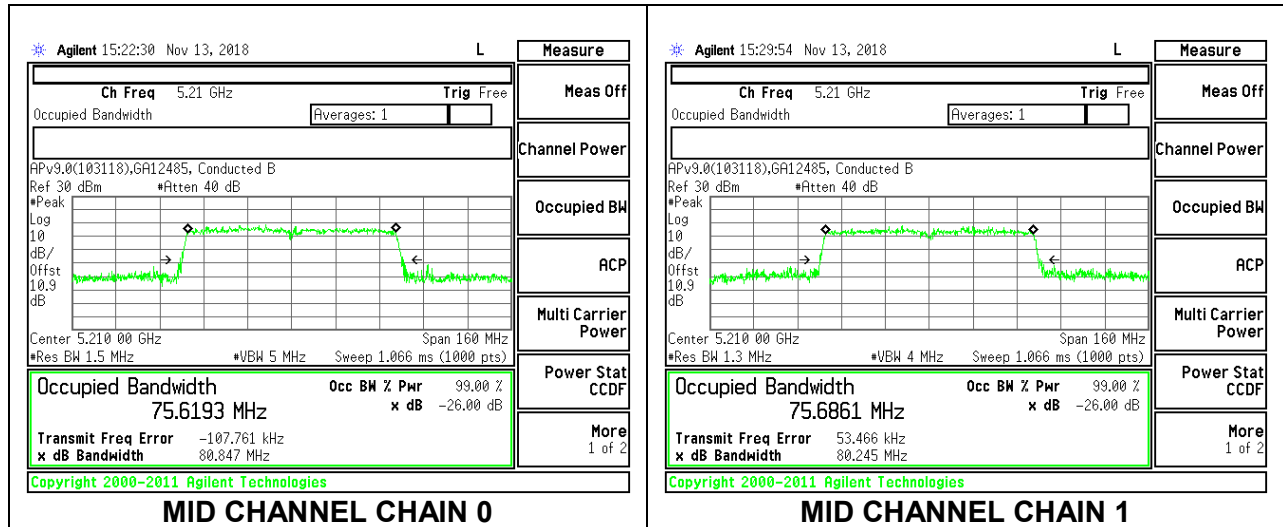 Agilent 15:22:30 Nov 13, 2018 L Measure
Ch Freq 5.21 GHz Trig Free
Occupied Bandwidth Averages: 1
Meas Off
Channel Power
APv9.0(103118),GA12485, Conducted B
Ref 30 dBm #Atten 40 dB
#Peak
Log
10
dB/
Offst
10.9
dB
Occupied BW
ACP
Multi Carrier
Power
Center 5.210 00 GHz Span 160 MHz
#Res BW 1.5 MHz #VBW 5 MHz Sweep 1.066 ms (1000 pts)
Power Stat
CCDF
Occupied Bandwidth Occ BW % Pwr 99.00 %
75.6193 MHz x dB -26.00 dB
Transmit Freq Error -107.761 kHz
x dB Bandwidth 80.847 MHz
More
1 of 2
Copyright 2000-2011 Agilent Technologies
MID CHANNEL CHAIN 0
Agilent 15:29:54 Nov 13, 2018 L Measure
Ch Freq 5.21 GHz Trig Free
Occupied Bandwidth Averages: 1
Meas Off
Channel Power
APv9.0(103118),GA12485, Conducted B
Ref 30 dBm #Atten 40 dB
#Peak
Log
10
dB/
Offst
10.9
dB
Occupied BW
ACP
Multi Carrier
Power
Center 5.210 00 GHz Span 160 MHz
#Res BW 1.3 MHz #VBW 4 MHz Sweep 1.066 ms (1000 pts)
Power Stat
CCDF
Occupied Bandwidth Occ BW % Pwr 99.00 %
75.6861 MHz x dB -26.00 dB
Transmit Freq Error 53.466 kHz
x dB Bandwidth 80.245 MHz
More
1 of 2
Copyright 2000-2011 Agilent Technologies
MID CHANNEL CHAIN 1